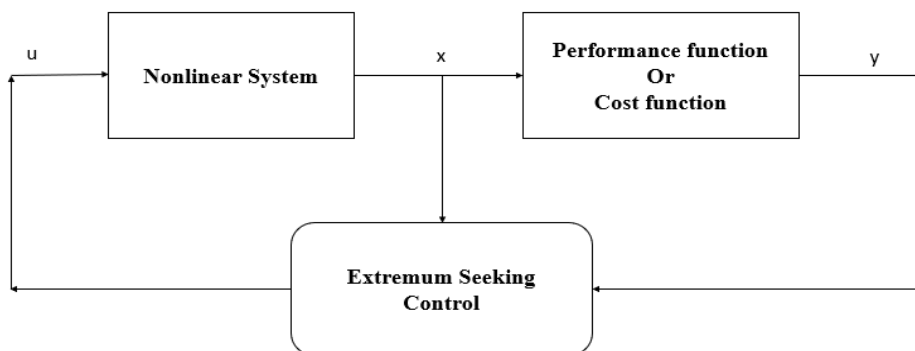 u
Nonlinear System
x
Performance function
Or
Cost function
y
Extremum Seeking
Control